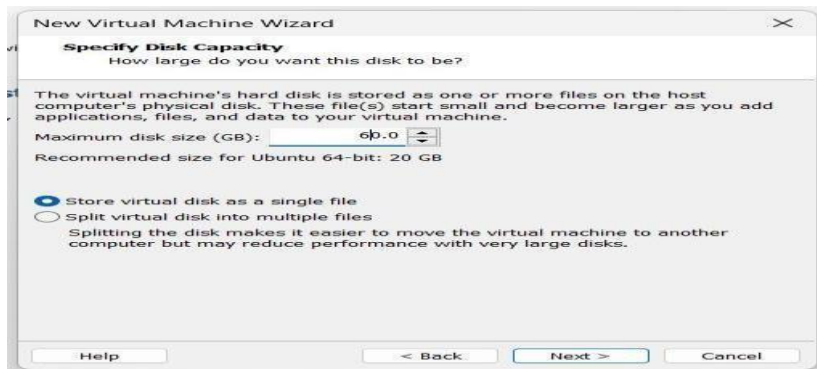 New Virtual Machine Wizard
Specify Disk Capacity
How large do you want this disk to be?
The virtual machine's hard disk is stored as one or more files on the host
computer's physical disk. These file(s) start small and become larger as you add
applications, files, and data to your virtual machine.
Maximum disk size (GB): 60.0
Recommended size for Ubuntu 64-bit: 20 GB
Store virtual disk as a single file
Split virtual disk into multiple files
Splitting the disk makes it easier to move the virtual machine to another
computer but may reduce performance with very large disks.
Help < Back Next > Cancel